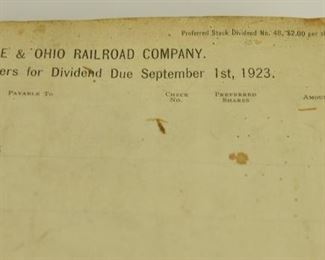 Preferred Stock Dividend No. 48, $2.00 per
E & OHIO RAILROAD COMPANY.
ers for Dividend Due September 1st, 1923.
PAYABLE TO CHECK NO. PREFERRED SHARES AMOU